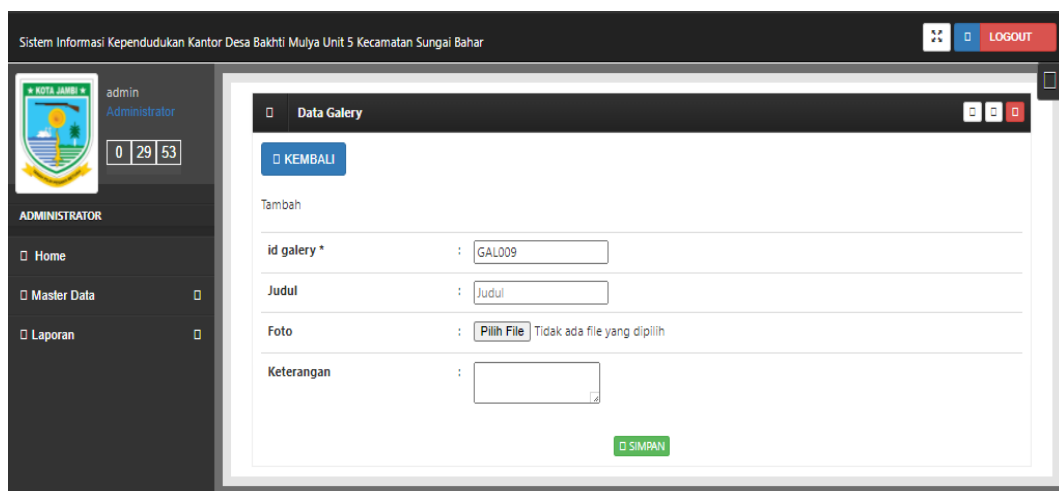 Sistem Informasi Kependudukan Kantor Desa Bakhti Mulya Unit 5 Kecamatan Sungai Bahar
LOGOUT
KOTA JAMBI
admin
Administrator
0 29 53
ADMINISTRATOR
Home
Master Data
Laporan
Data Galery
KEMBALI
Tambah
id galery * : GAL009
Judul : Judul
Foto : Pilih File Tidak ada file yang dipilih
Keterangan :
SIMPAN